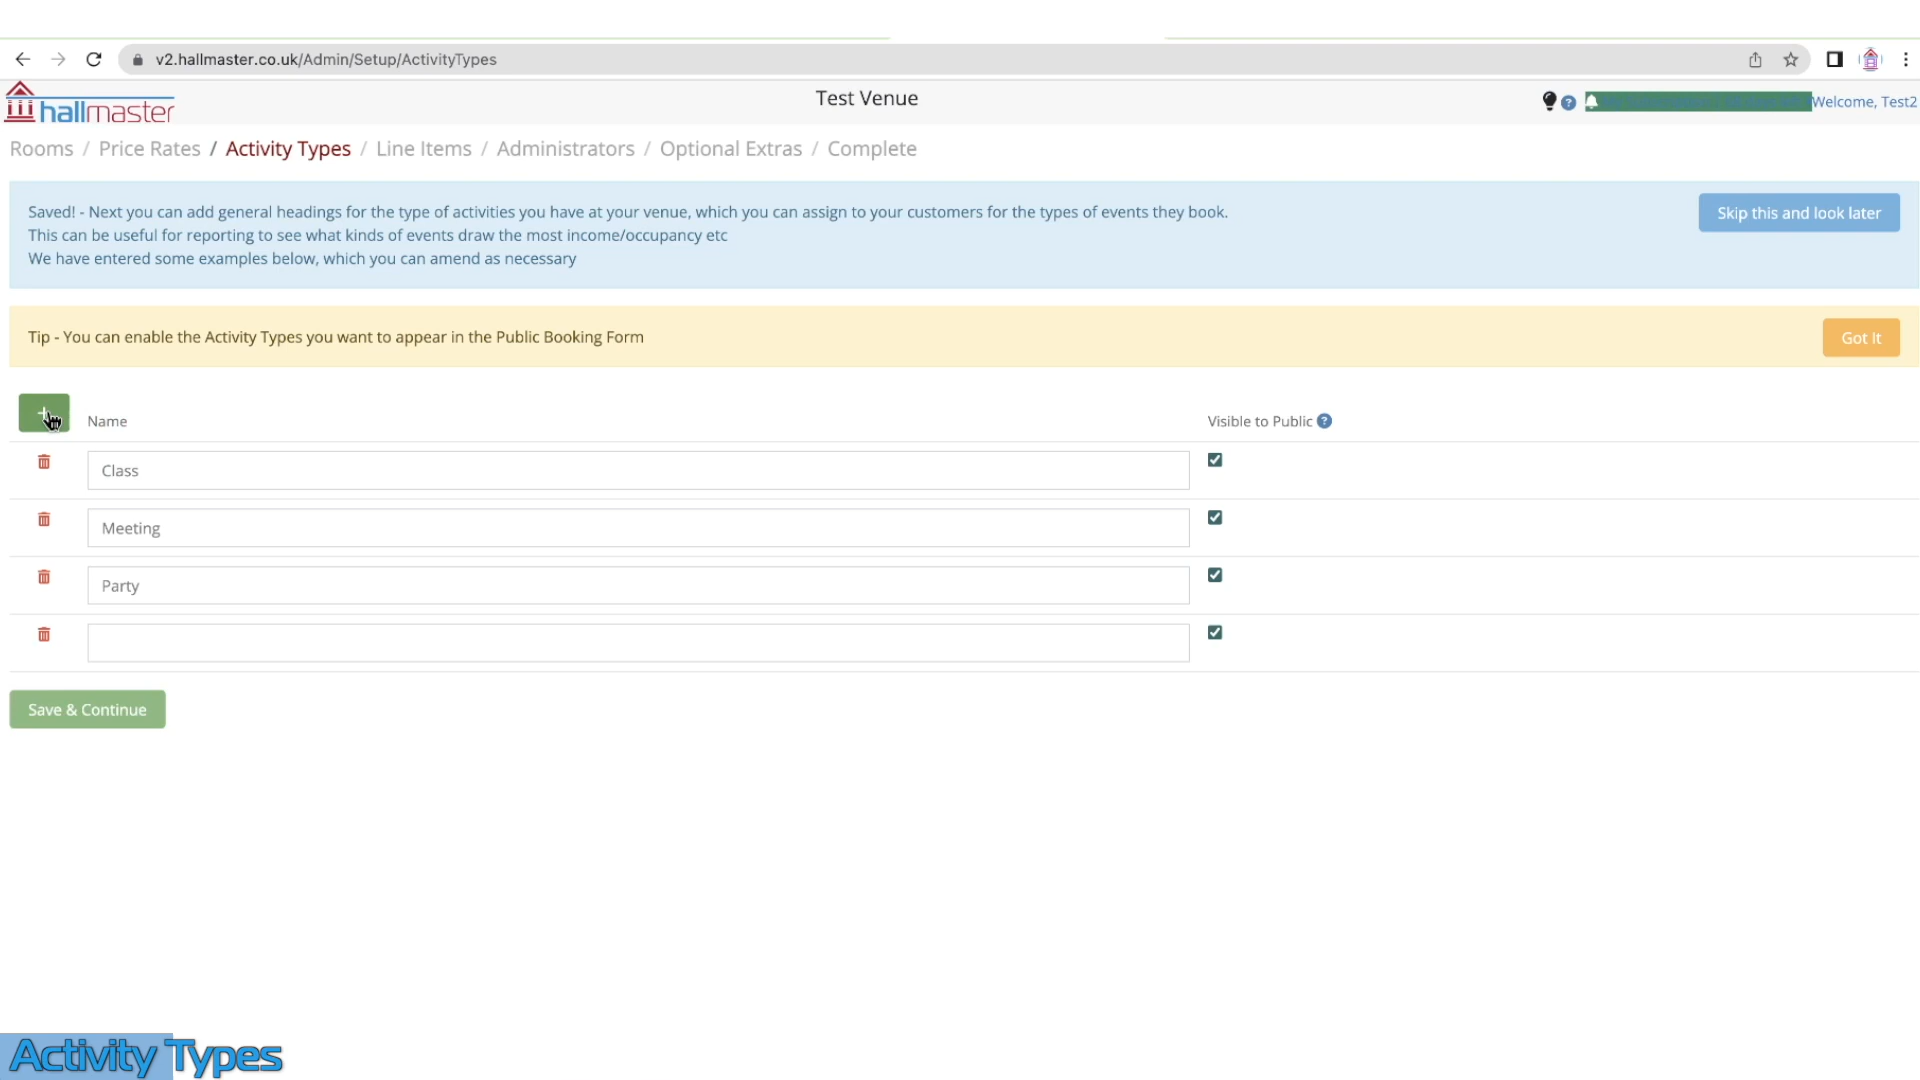 v2.hallmaster.co.uk/Admin/Setup/ActivityTypes
hallmaster
Test Venue
Welcome, Test2
Rooms / Price Rates / Activity Types / Line Items / Administrators / Optional Extras / Complete
Saved! - Next you can add general headings for the type of activities you have at your venue, which you can assign to your customers for the types of events they book.
Skip this and look later
This can be useful for reporting to see what kinds of events draw the most income/occupancy etc
We have entered some examples below, which you can amend as necessary
Tip - You can enable the Activity Types you want to appear in the Public Booking Form
Got It
Name
Visible to Public
Class
Meeting
Party
Save & Continue
Activity Types